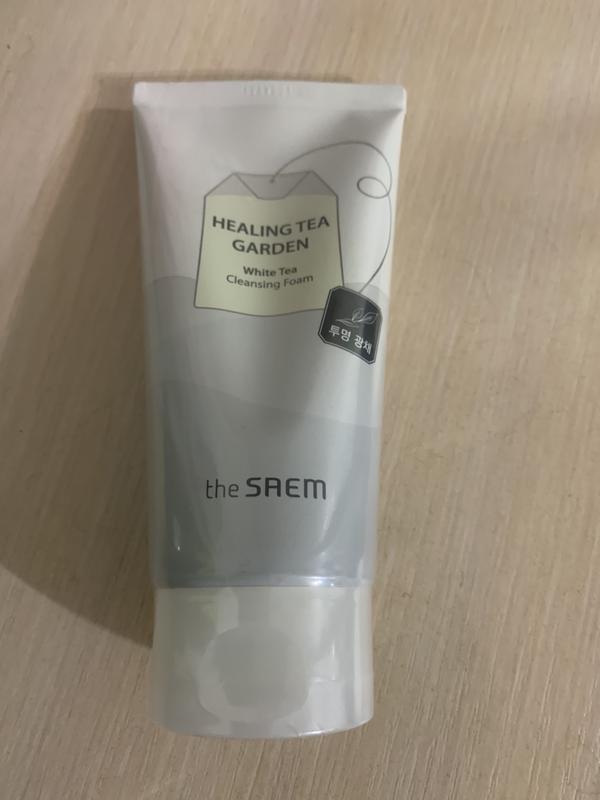 HEALING TEA
GARDEN
White Tea
Cleansing Foam
투명 광채
the SAEM